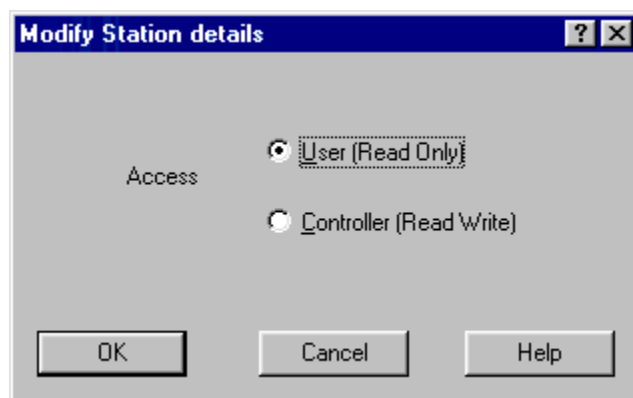 Modify Station details
?
Access
User (Read Only)
Controller (Read Write)
OK Cancel Help